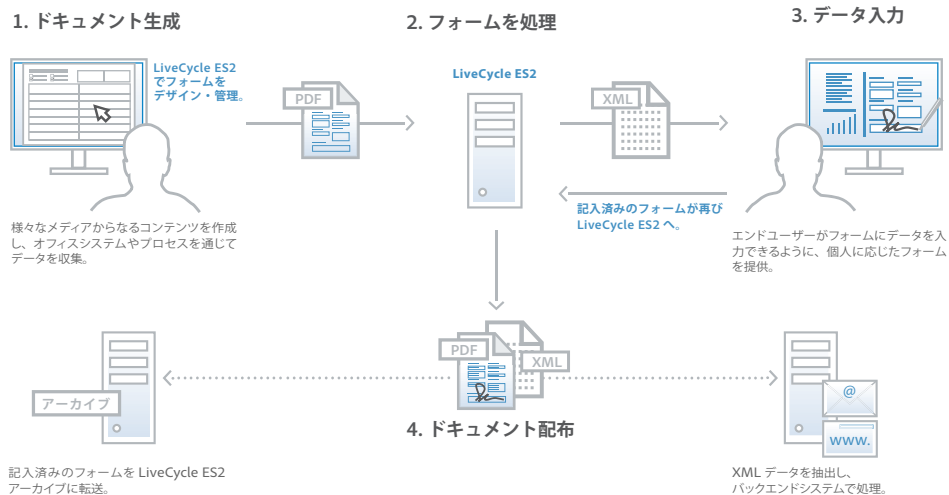 1. ドキュメント生成
2. フォームを処理
3. データ入力
LiveCycle ES2
でフォームを
デザイン・管理。
PDF
LiveCycle ES2
XML
記入済みのフォームが再び
LiveCycle ES2 へ。
様々なメディアからなるコンテンツを作成
し、オフィスシステムやプロセスを通じて
データを収集。
エンドユーザーがフォームにデータを入
力できるように、個人に応じたフォーム
を提供。
アーカイブ
PDF
XML
@
www.
4. ドキュメント配布
記入済みのフォームを LiveCycle ES2
アーカイブに転送。
XML データを抽出し、
バックエンドシステムで処理。